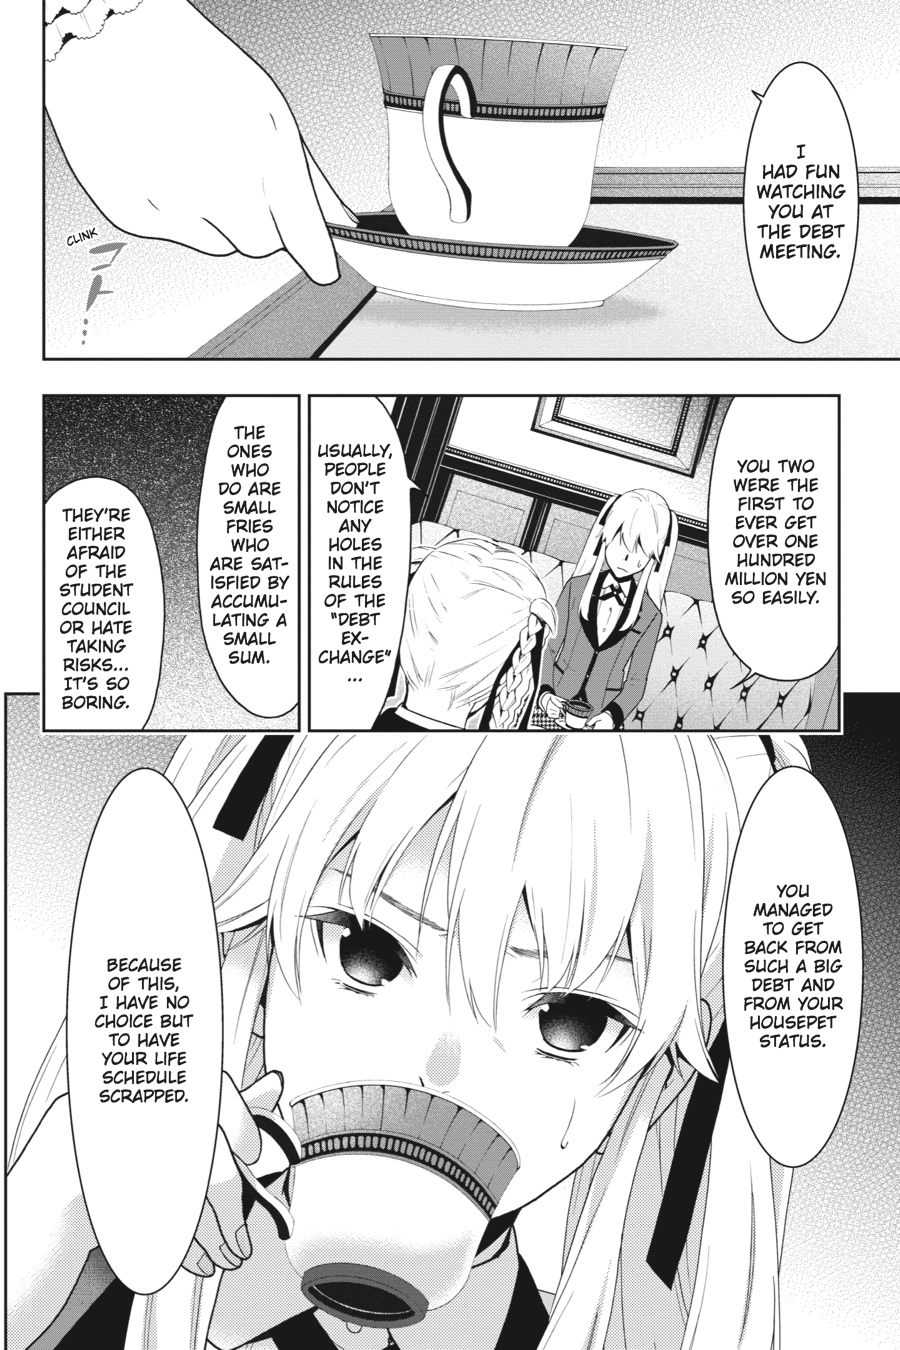 I
HAD FUN
WATCHING
YOU AT
THE DEBT
MEETING.
CLINK
YOU TWO
WERE THE
FIRST TO
EVER GET
OVER ONE
HUNDRED
MILLION YEN
SO EASILY.
USUALLY,
PEOPLE
DON'T
NOTICE
ANY
HOLES
IN THE
RULES
OF THE
"DEBT
EX-
CHANGE"
...
THE
ONES
WHO
DO ARE
SMALL
FRIES
WHO
ARE SAT-
ISFIED BY
ACCUMU-
LATING A
SMALL
SUM.
THEY'RE
EITHER
AFRAID
OF THE
STUDENT
COUNCIL
OR HATE
TAKING
RISKS...
IT'S SO
BORING.
YOU
MANAGED
TO GET
BACK FROM
SUCH A BIG
DEBT AND
FROM YOUR
HOUSEPET
STATUS.
BECAUSE
OF THIS,
I HAVE NO
CHOICE BUT
TO HAVE
YOUR LIFE
SCHEDULE
SCRAPPED.